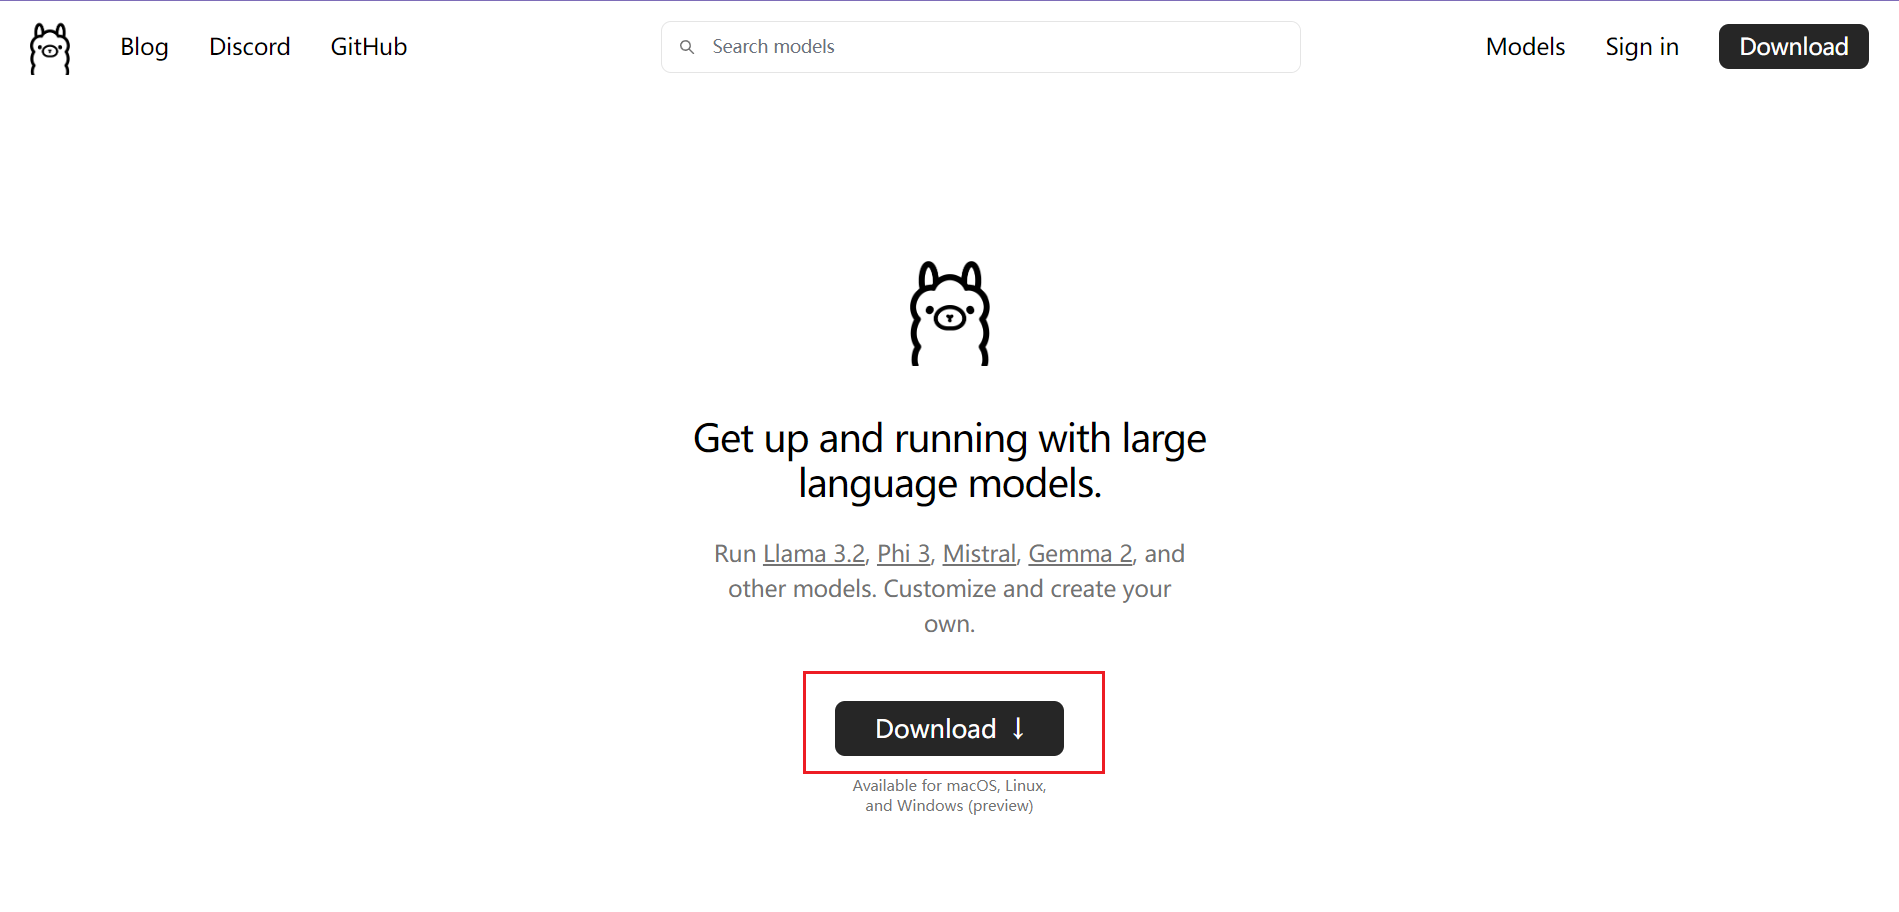 Blog
Discord
GitHub
Search models
Models
Sign in
Download
Get up and running with large
language models.
Run Llama 3.2, Phi 3, Mistral, Gemma 2, and
other models. Customize and create your
own.
Download ↓
Available for macOS, Linux,
and Windows (preview)